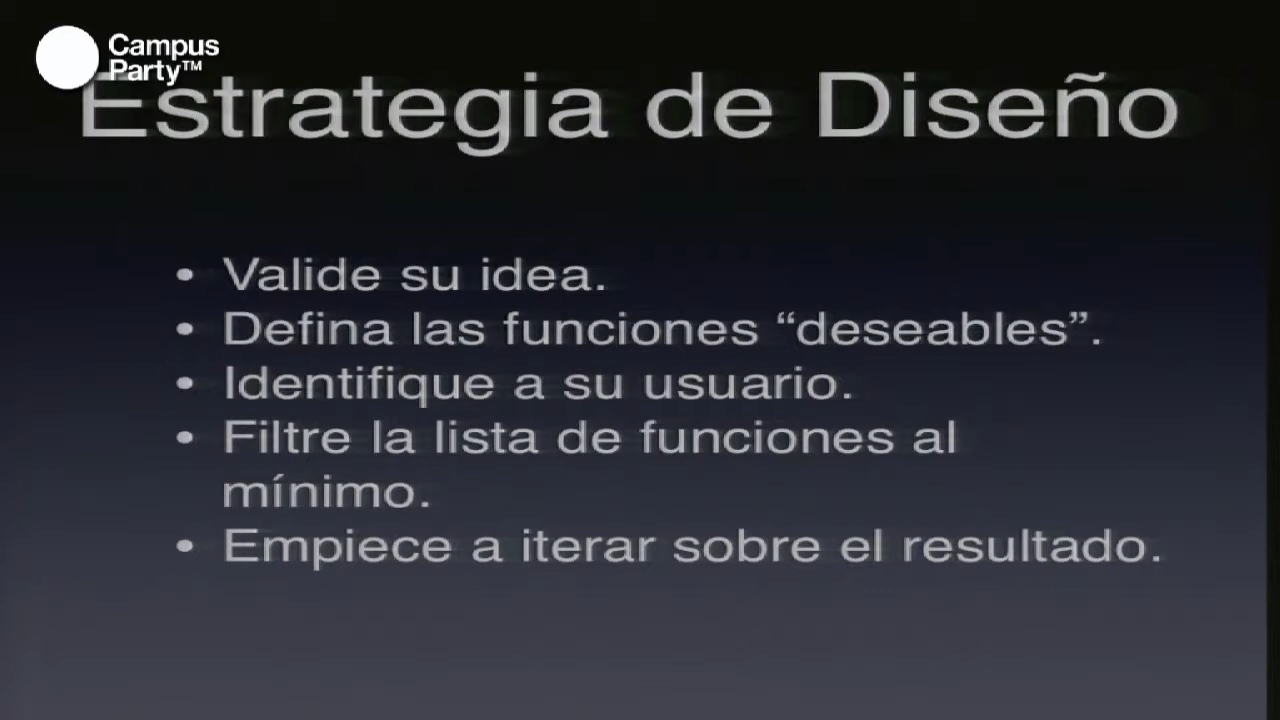 Campus
Party™
Estrategia de Diseño
• Valide su idea.
• Defina las funciones “deseables”.
• Identifique a su usuario.
• Filtre la lista de funciones al
mínimo.
• Empiece a iterar sobre el resultado.